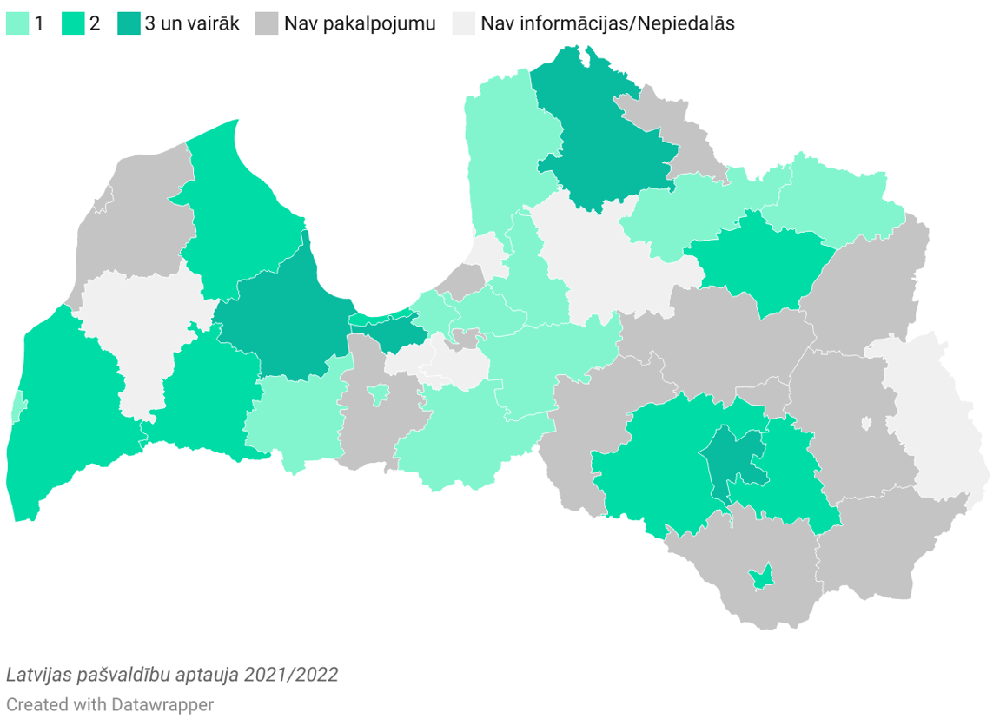 1 2 3 un vairāk Nav pakalpojumu Nav informācijas/Nepiedalās
Latvijas pašvaldību aptauja 2021/2022
Created with Datawrapper